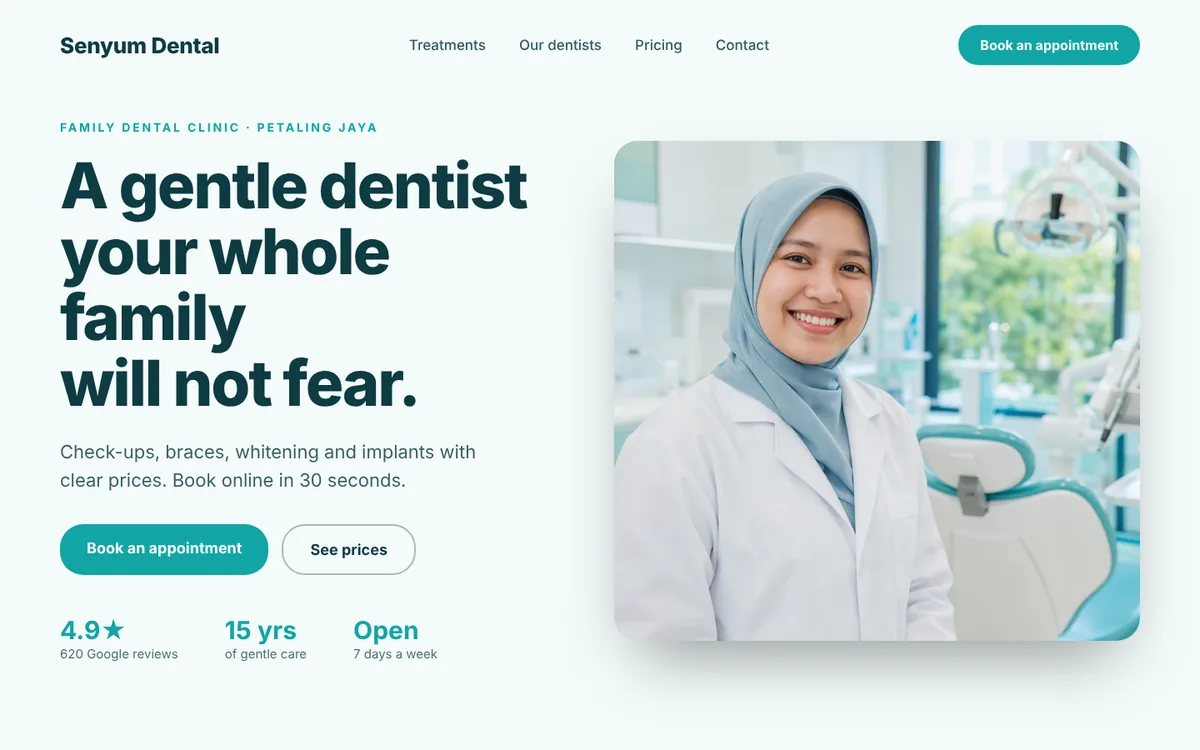 Senyum Dental
Treatments
Our dentists
Pricing
Contact
Book an appointment
FAMILY DENTAL CLINIC · PETALING JAYA
A gentle dentist
your whole
family
will not fear.
Check-ups, braces, whitening and implants with
clear prices. Book online in 30 seconds.
Book an appointment
See prices
4.9★
620 Google reviews
15 yrs
of gentle care
Open
7 days a week